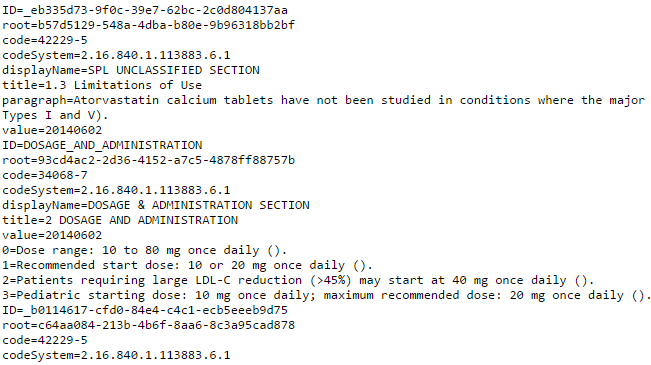 ID=_eb335d73-9f0c-39e7-62bc-2c0d804137aa
root=b57d5129-548a-4dba-b80e-9b96318bb2bf
code=42229-5
codeSystem=2.16.840.1.113883.6.1
displayName=SPL UNCLASSIFIED SECTION
title=1.3 Limitations of Use
paragraph=Atorvastatin calcium tablets have not been studied in conditions where the major
Types I and V).
value=20140602
ID=DOSAGE_AND_ADMINISTRATION
root=93cd4ac2-2d36-4152-a7c5-4878ff88757b
code=34068-7
codeSystem=2.16.840.1.113883.6.1
displayName=DOSAGE & ADMINISTRATION SECTION
title=2 DOSAGE AND ADMINISTRATION
value=20140602
0=Dose range: 10 to 80 mg once daily ().
1=Recommended start dose: 10 or 20 mg once daily ().
2=Patients requiring large LDL-C reduction (>45%) may start at 40 mg once daily ().
3=Pediatric starting dose: 10 mg once daily; maximum recommended dose: 20 mg once daily ().
ID=_b0114617-cfd0-84e4-c4c1-ecb5eeeb9d75
root=c64aa084-213b-4b6f-8aa6-8c3a95cad878
code=42229-5
codeSystem=2.16.840.1.113883.6.1